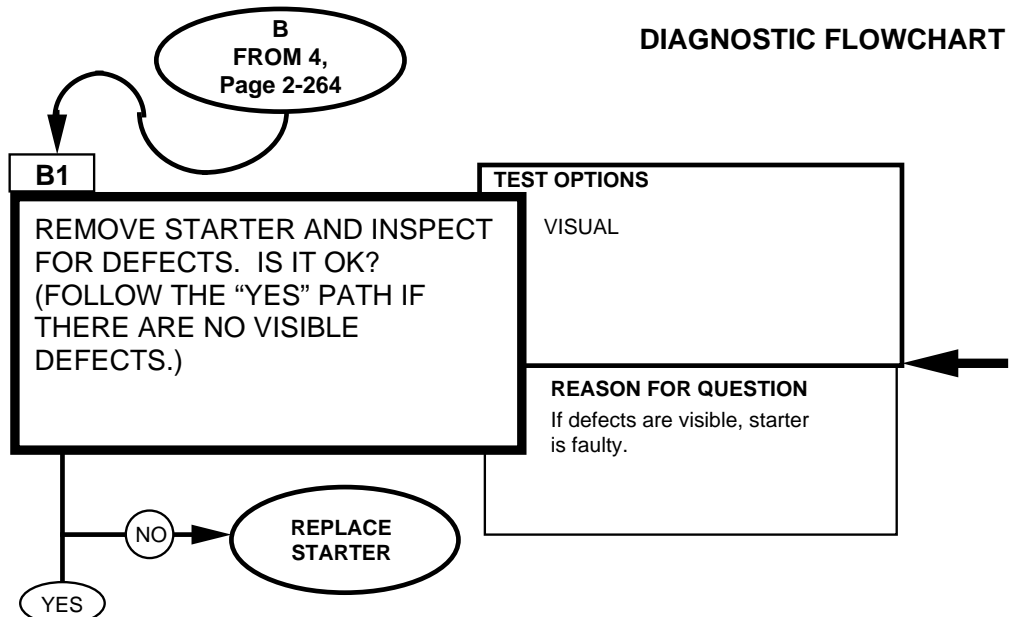 DIAGNOSTIC FLOWCHART
B
FROM 4,
Page 2-264
B1
REMOVE STARTER AND INSPECT
FOR DEFECTS.  IS IT OK?
(FOLLOW THE “YES” PATH IF
THERE ARE NO VISIBLE
DEFECTS.)
TEST OPTIONS
VISUAL
REASON FOR QUESTION
If defects are visible, starter
is faulty.
NO
REPLACE
STARTER
YES